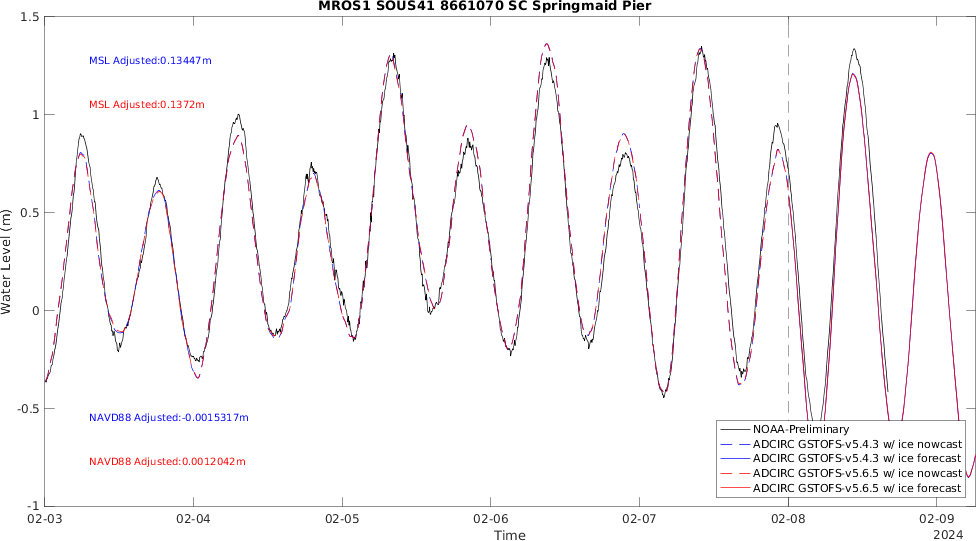 MROS1 SOUS41 8661070 SC Springmaid Pier
1.5
1
0.5
0
-0.5
-1
Water Level (m)
MSL Adjusted:0.13447m
MSL Adjusted:0.1372m
NAVD88 Adjusted:-0.0015317m
NAVD88 Adjusted:0.0012042m
NOAA-Preliminary
ADCIRC GSTOFS-v5.4.3 w/ ice nowcast
ADCIRC GSTOFS-v5.4.3 w/ ice forecast
ADCIRC GSTOFS-v5.6.5 w/ ice nowcast
ADCIRC GSTOFS-v5.6.5 w/ ice forecast
02-03 02-04 02-05 02-06 02-07 02-08 02-09
Time
2024